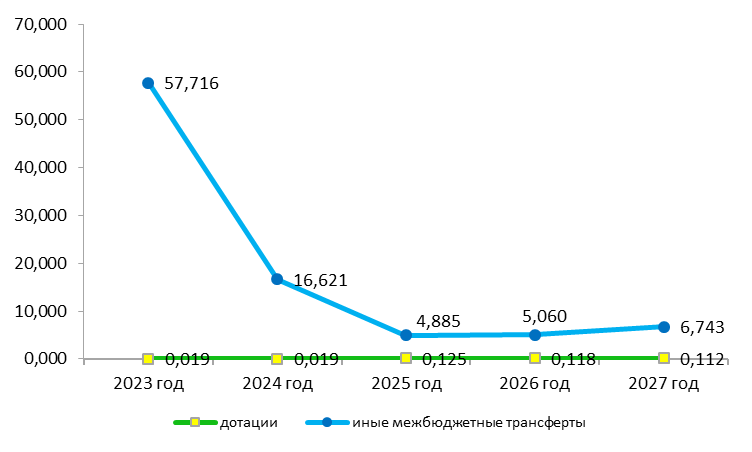 70,000
60,000
57,716
50,000
40,000
30,000
20,000
16,621
10,000
4,885
5,060
6,743
0,000
0,019
0,019
0,125
0,118
0,112
2023 год
2024 год
2025 год
2026 год
2027 год
дотации
иные межбюджетные трансферты